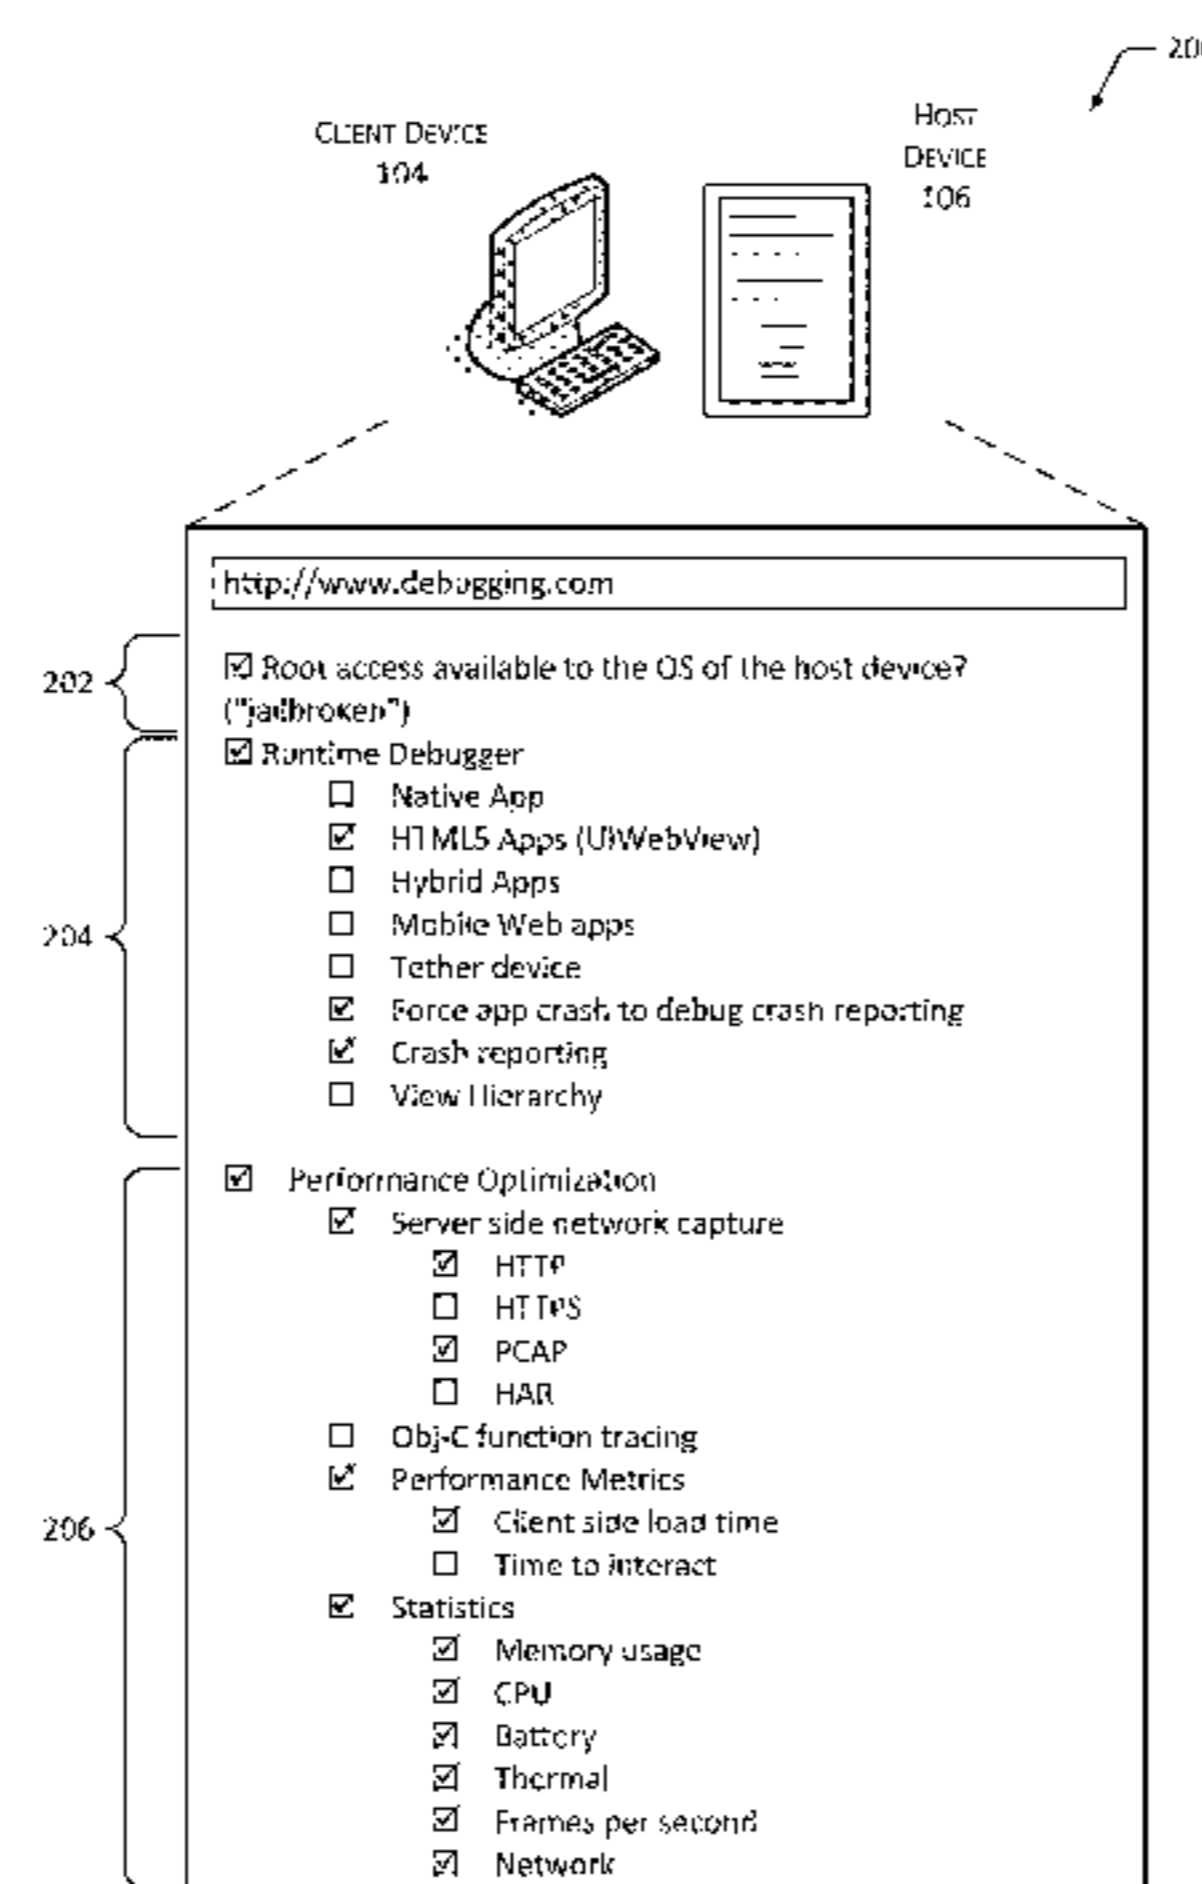 CLIENT DEVICE
104
HOST
DEVICE
106
http://www.debugging.com
202
Root access available to the OS of the host device?
("jailbroken")
Runtime Debugger
Native App
HTML5 Apps (UIWebView)
Hybrid Apps
204
Mobile Web apps
Tether device
Force app crash to debug crash reporting
Crash reporting
View Hierarchy
Performance Optimization
Server side network capture
HTTP
HTTPS
PCAP
HAR
Obj-C function tracing
Performance Metrics
206
Client side load time
Time to interact
Statistics
Memory usage
CPU
Battery
Thermal
Frames per second
Network